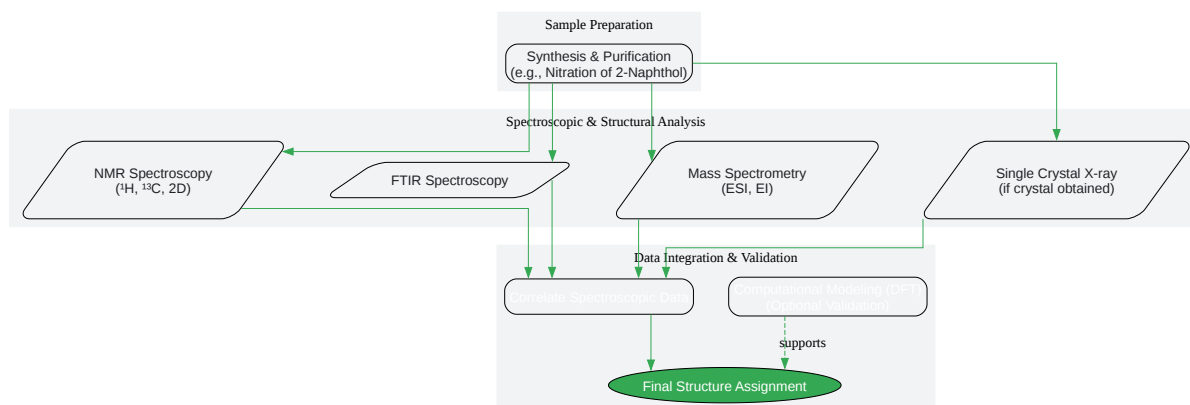 Sample Preparation
Synthesis & Purification
(e.g., Nitration of 2-Naphthol)
Spectroscopic & Structural Analysis
NMR Spectroscopy
(¹H, ¹³C, 2D)
FTIR Spectroscopy
Mass Spectrometry
(ESI, EI)
Single Crystal X-ray
(if crystal obtained)
Data Integration & Validation
Correlate Spectroscopic Data
Computational Modeling (DFT)
(Optional Validation)
supports
Final Structure Assignment